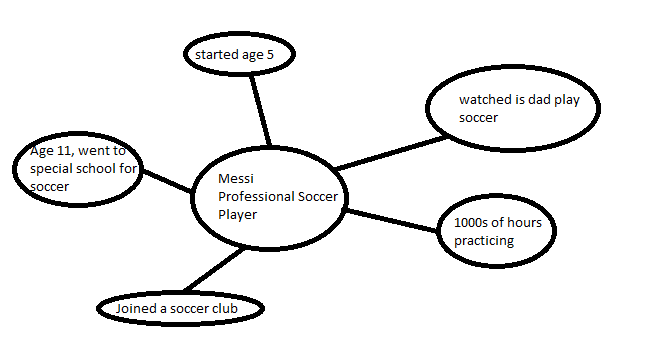 started age 5
watched is dad play
soccer
Age 11, went to
special school for
soccer
Messi
Professional Soccer
Player
1000s of hours
practicing
Joined a soccer club